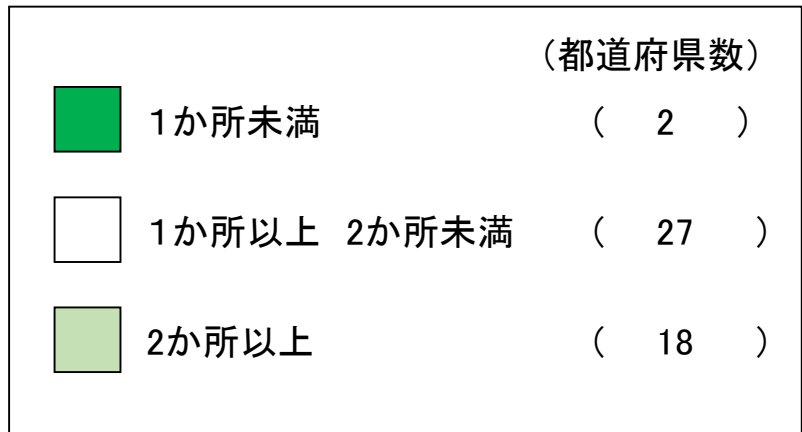 （都道府県数）
1か所未満 （ 2 ）
1か所以上 2か所未満 （ 27 ）
2か所以上 （ 18 ）